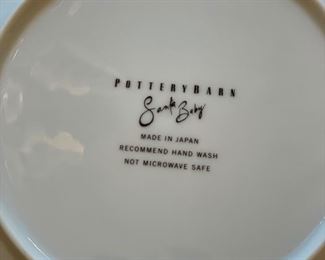 POTTERYBARN
Santa Baby
MADE IN JAPAN
RECOMMEND HAND WASH
NOT MICROWAVE SAFE